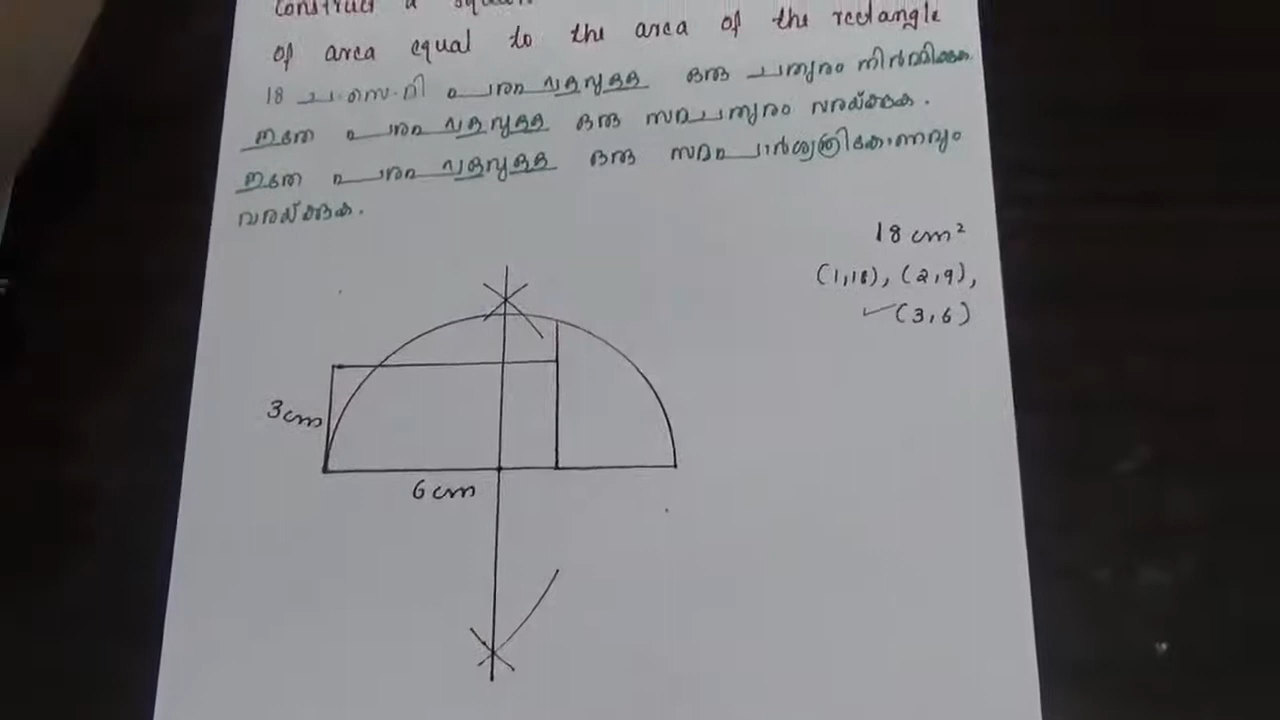 Construct a square
of area equal to the area of the rectangle
18 ച.സെ.മി പരപ്പളവുള്ള ഒരു ചതുരം നിർമ്മിക്കുക.
ഇതേ പരപ്പളവുള്ള ഒരു സമചതുരം വരയ്ക്കുക.
ഇതേ പരപ്പളവുള്ള ഒരു സമപാർശ്വത്രികോണവും
വരയ്ക്കുക.
18 cm²
(1,18), (2,9),
✓(3,6)
3cm
6cm